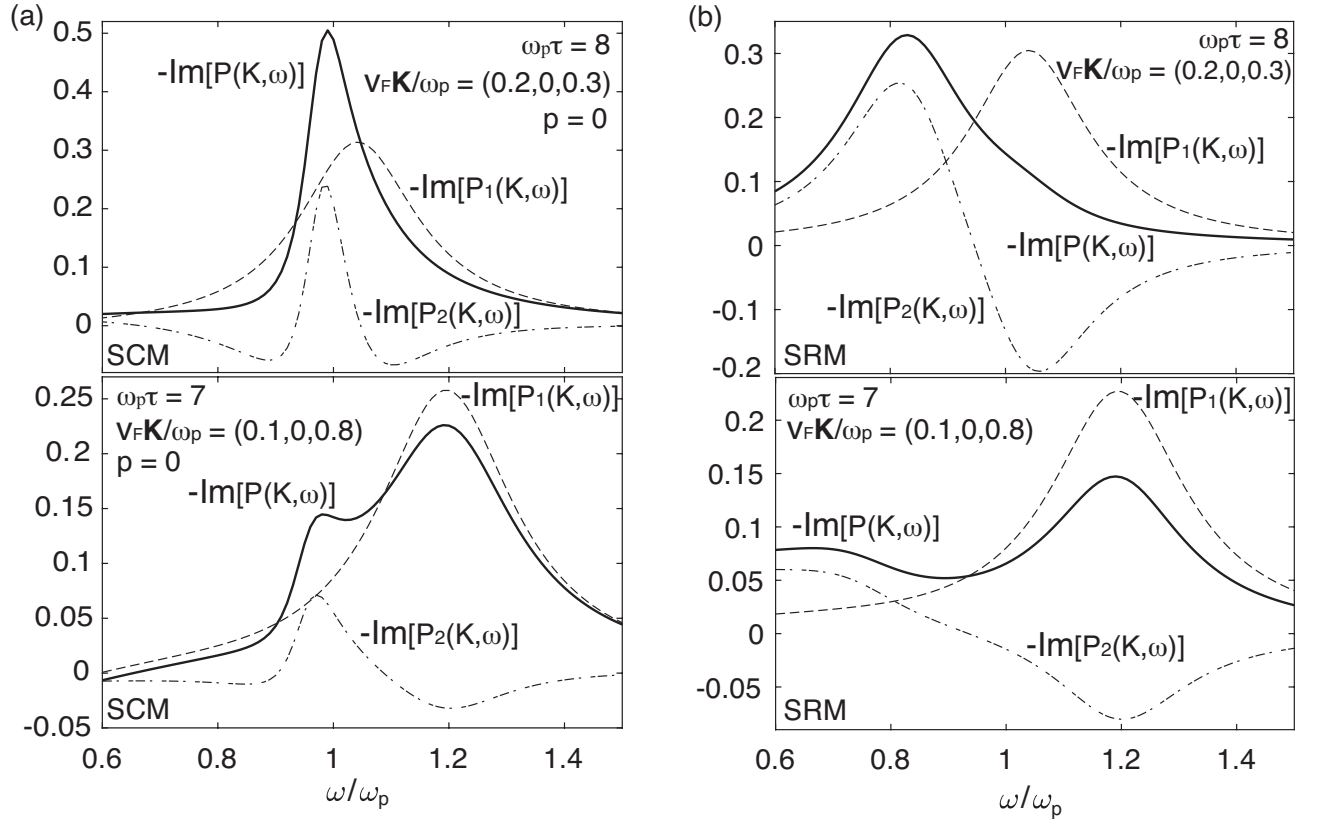 (a)
0.5
0.4
0.3
0.2
0.1
0
ωpτ = 8
vFK/ωp = (0.2,0,0.3)
p = 0
-Im[P(K,ω)]
-Im[P1(K,ω)]
-Im[P2(K,ω)]
SCM
0.25
0.2
0.15
0.1
0.05
0
-0.05
ωpτ = 7
vFK/ωp = (0.1,0,0.8)
p = 0
-Im[P1(K,ω)]
-Im[P(K,ω)]
-Im[P2(K,ω)]
SCM
0.6 0.8 1 1.2 1.4
ω/ωp
(b)
0.3
0.2
0.1
0
-0.1
-0.2
ωpτ = 8
vFK/ωp = (0.2,0,0.3)
-Im[P1(K,ω)]
-Im[P(K,ω)]
-Im[P2(K,ω)]
SRM
0.2
0.15
0.1
0.05
0
-0.05
ωpτ = 7
vFK/ωp = (0.1,0,0.8)
-Im[P1(K,ω)]
-Im[P(K,ω)]
-Im[P2(K,ω)]
SRM
0.6 0.8 1 1.2 1.4
ω/ωp